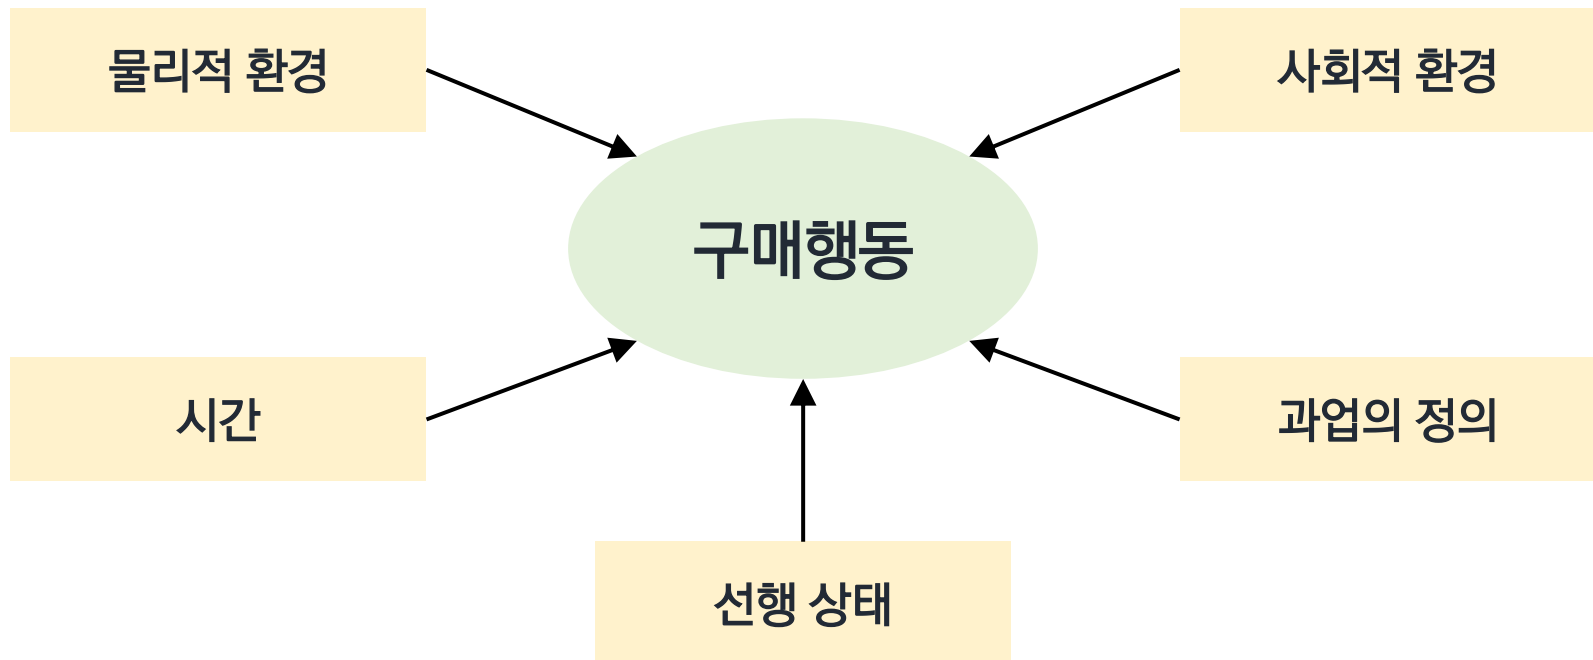 물리적 환경
사회적 환경
구매행동
시간
과업의 정의
선행 상태